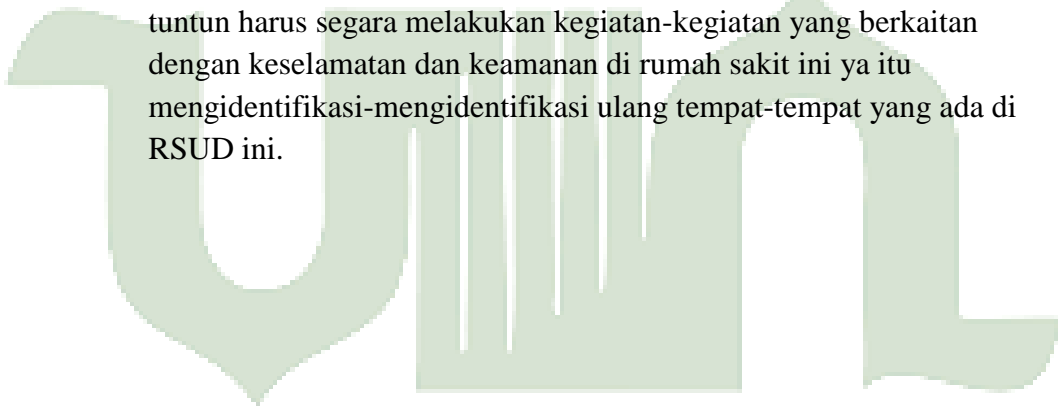 tuntun harus segara melakukan kegiatan-kegiatan yang berkaitan
dengan keselamatan dan keamanan di rumah sakit ini ya itu
mengidentifikasi-mengidentifikasi ulang tempat-tempat yang ada di
RSUD ini.